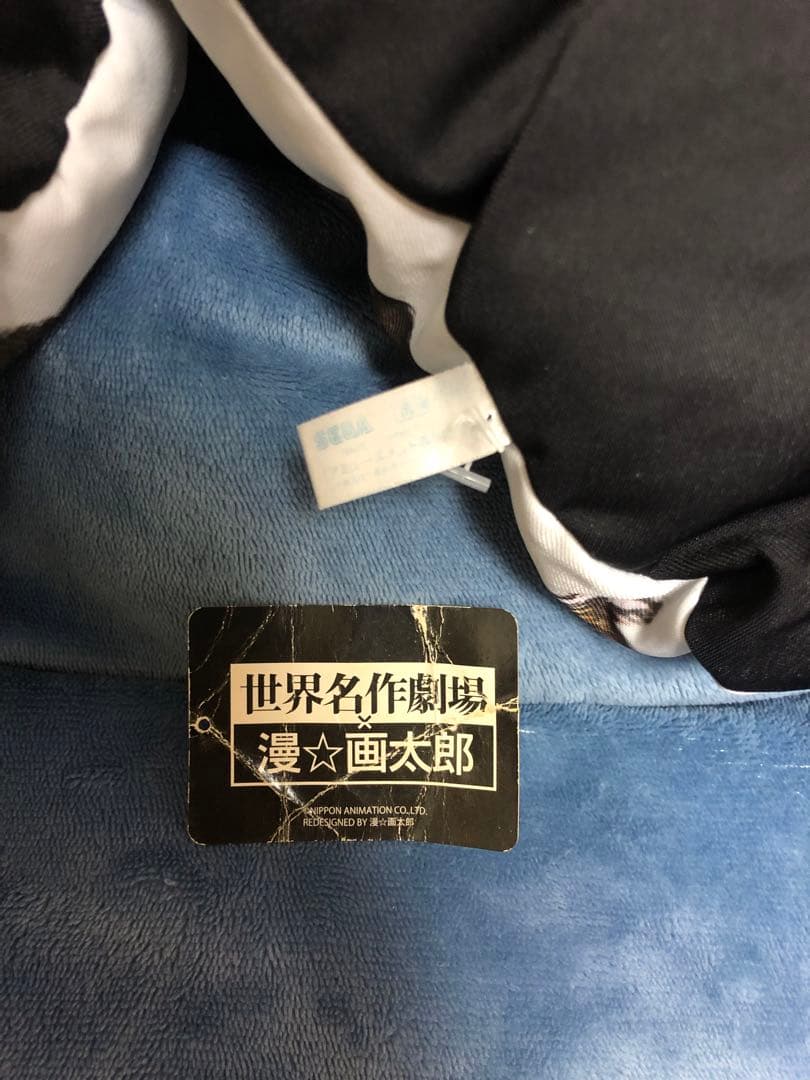 SEGA
世界名作劇場
×
漫☆画太郎
©NIPPON ANIMATION CO.,LTD.
REDESIGNED BY 漫☆画太郎